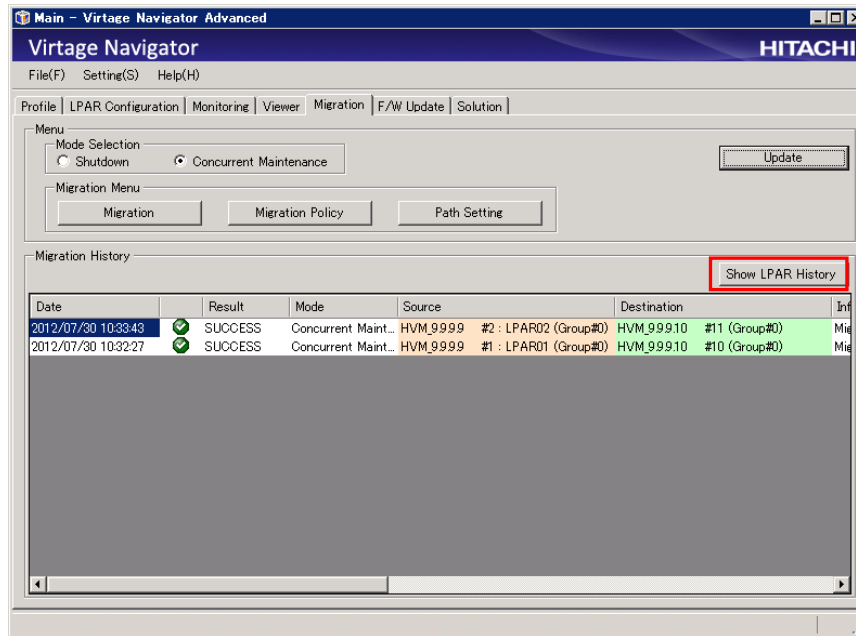 Main - Virtage Navigator Advanced
Virtage Navigator HITACHI
File(F) Setting(S) Help(H)
Profile LPAR Configuration Monitoring Viewer Migration F/W Update Solution
Menu
Mode Selection
Shutdown Concurrent Maintenance Update
Migration Menu
Migration Migration Policy Path Setting
Migration History
Show LPAR History
Date Result Mode Source Destination Inf
2012/07/30 10:33:43 SUCCESS Concurrent Maint... HVM_9.9.9.9 #2 : LPAR02 (Group#0) HVM_9.9.9.10 #11 (Group#0) Mig
2012/07/30 10:32:27 SUCCESS Concurrent Maint... HVM_9.9.9.9 #1 : LPAR01 (Group#0) HVM_9.9.9.10 #10 (Group#0) Mig